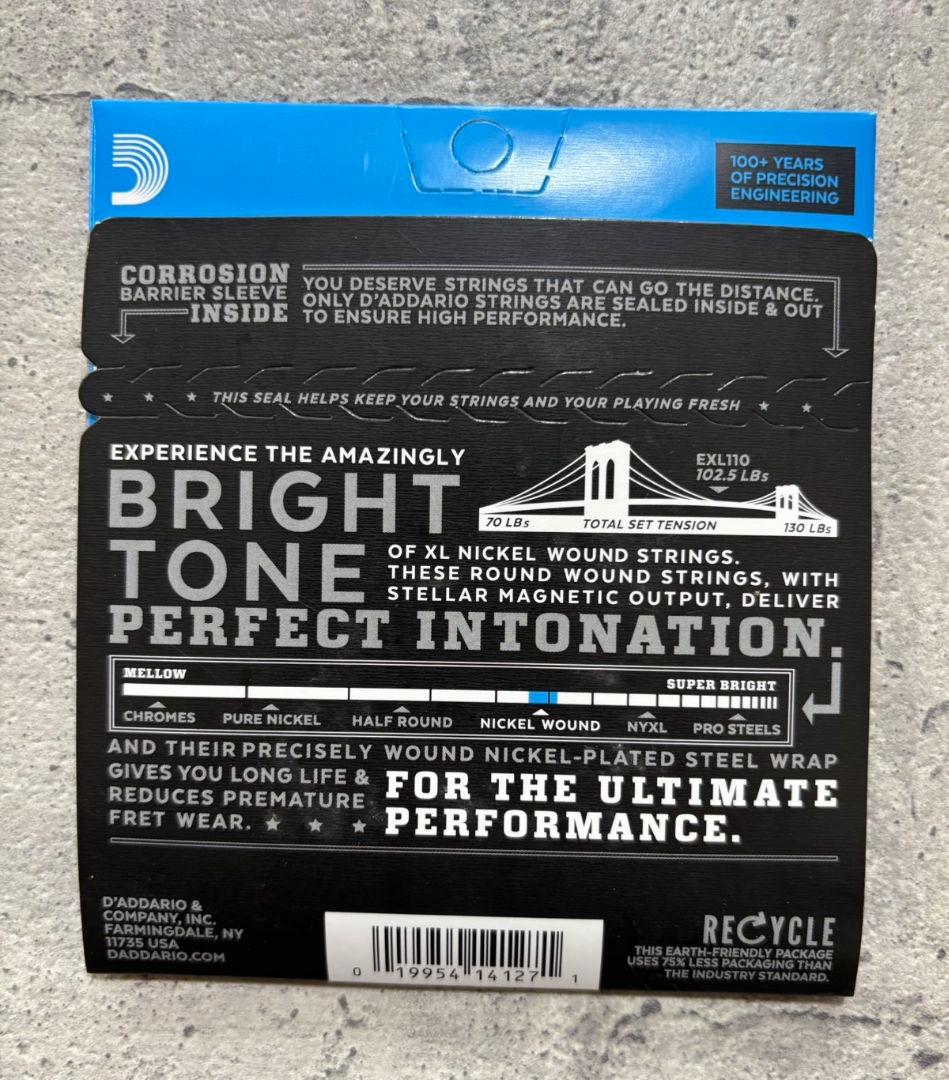 100+ YEARS
OF PRECISION
ENGINEERING
CORROSION
BARRIER SLEEVE
INSIDE
YOU DESERVE STRINGS THAT CAN GO THE DISTANCE.
ONLY D'ADDARIO STRINGS ARE SEALED INSIDE & OUT
TO ENSURE HIGH PERFORMANCE.
THIS SEAL HELPS KEEP YOUR STRINGS AND YOUR PLAYING FRESH
EXPERIENCE THE AMAZINGLY
BRIGHT
TONE
EXL110
102.5 LBs
70 LBs
TOTAL SET TENSION
130 LBs
OF XL NICKEL WOUND STRINGS.
THESE ROUND WOUND STRINGS, WITH
STELLAR MAGNETIC OUTPUT, DELIVER
PERFECT INTONATION.
MELLOW
SUPER BRIGHT
CHROMES
PURE NICKEL
HALF ROUND
NICKEL WOUND
NYXL
PRO STEELS
AND THEIR PRECISELY WOUND NICKEL-PLATED STEEL WRAP
GIVES YOU LONG LIFE &
REDUCES PREMATURE
FRET WEAR.
FOR THE ULTIMATE
PERFORMANCE.
D'ADDARIO &
COMPANY, INC.
FARMINGDALE, NY
11735 USA
DADDARIO.COM
0 19954 14127 1
RECYCLE
THIS EARTH-FRIENDLY PACKAGE
USES 75% LESS PACKAGING THAN
THE INDUSTRY STANDARD.